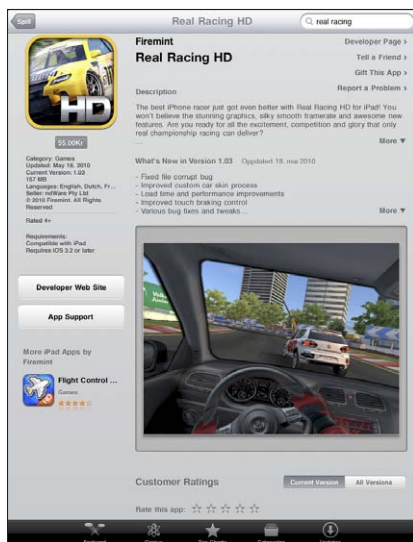 Spill
Real Racing HD
real racing
Firemint
Real Racing HD
Developer Page ›
Tell a Friend ›
Gift This App ›
Report a Problem ›
HD
55.00Kr
Category: Games
Updated: May 18, 2010
Current Version: 1.03
157 MB
Languages: English, Dutch, Fr...
Seller: ndWare Pty Ltd
© 2010 Firemint. All Rights
Reserved
Rated 4+
Requirements:
Compatible with iPad
Requires iOS 3.2 or later
Developer Web Site
App Support
More iPad Apps by
Firemint
Flight Control ...
Games
Description
The best iPhone racer just got even better with Real Racing HD for iPad! You
won't believe the stunning graphics, silky smooth framerate and awesome new
features. Are you ready for all the excitement, competition and glory that only
real championship racing can deliver?
More ▼
What's New in Version 1.03 Oppdatert 18. mai 2010
- Fixed file corrupt bug
- Improved custom car skin process
- Load time and performance improvements
- Improved touch braking control
- Various bug fixes and tweaks...
More ▼
Customer Ratings
Current Version
All Versions
Rate this app: